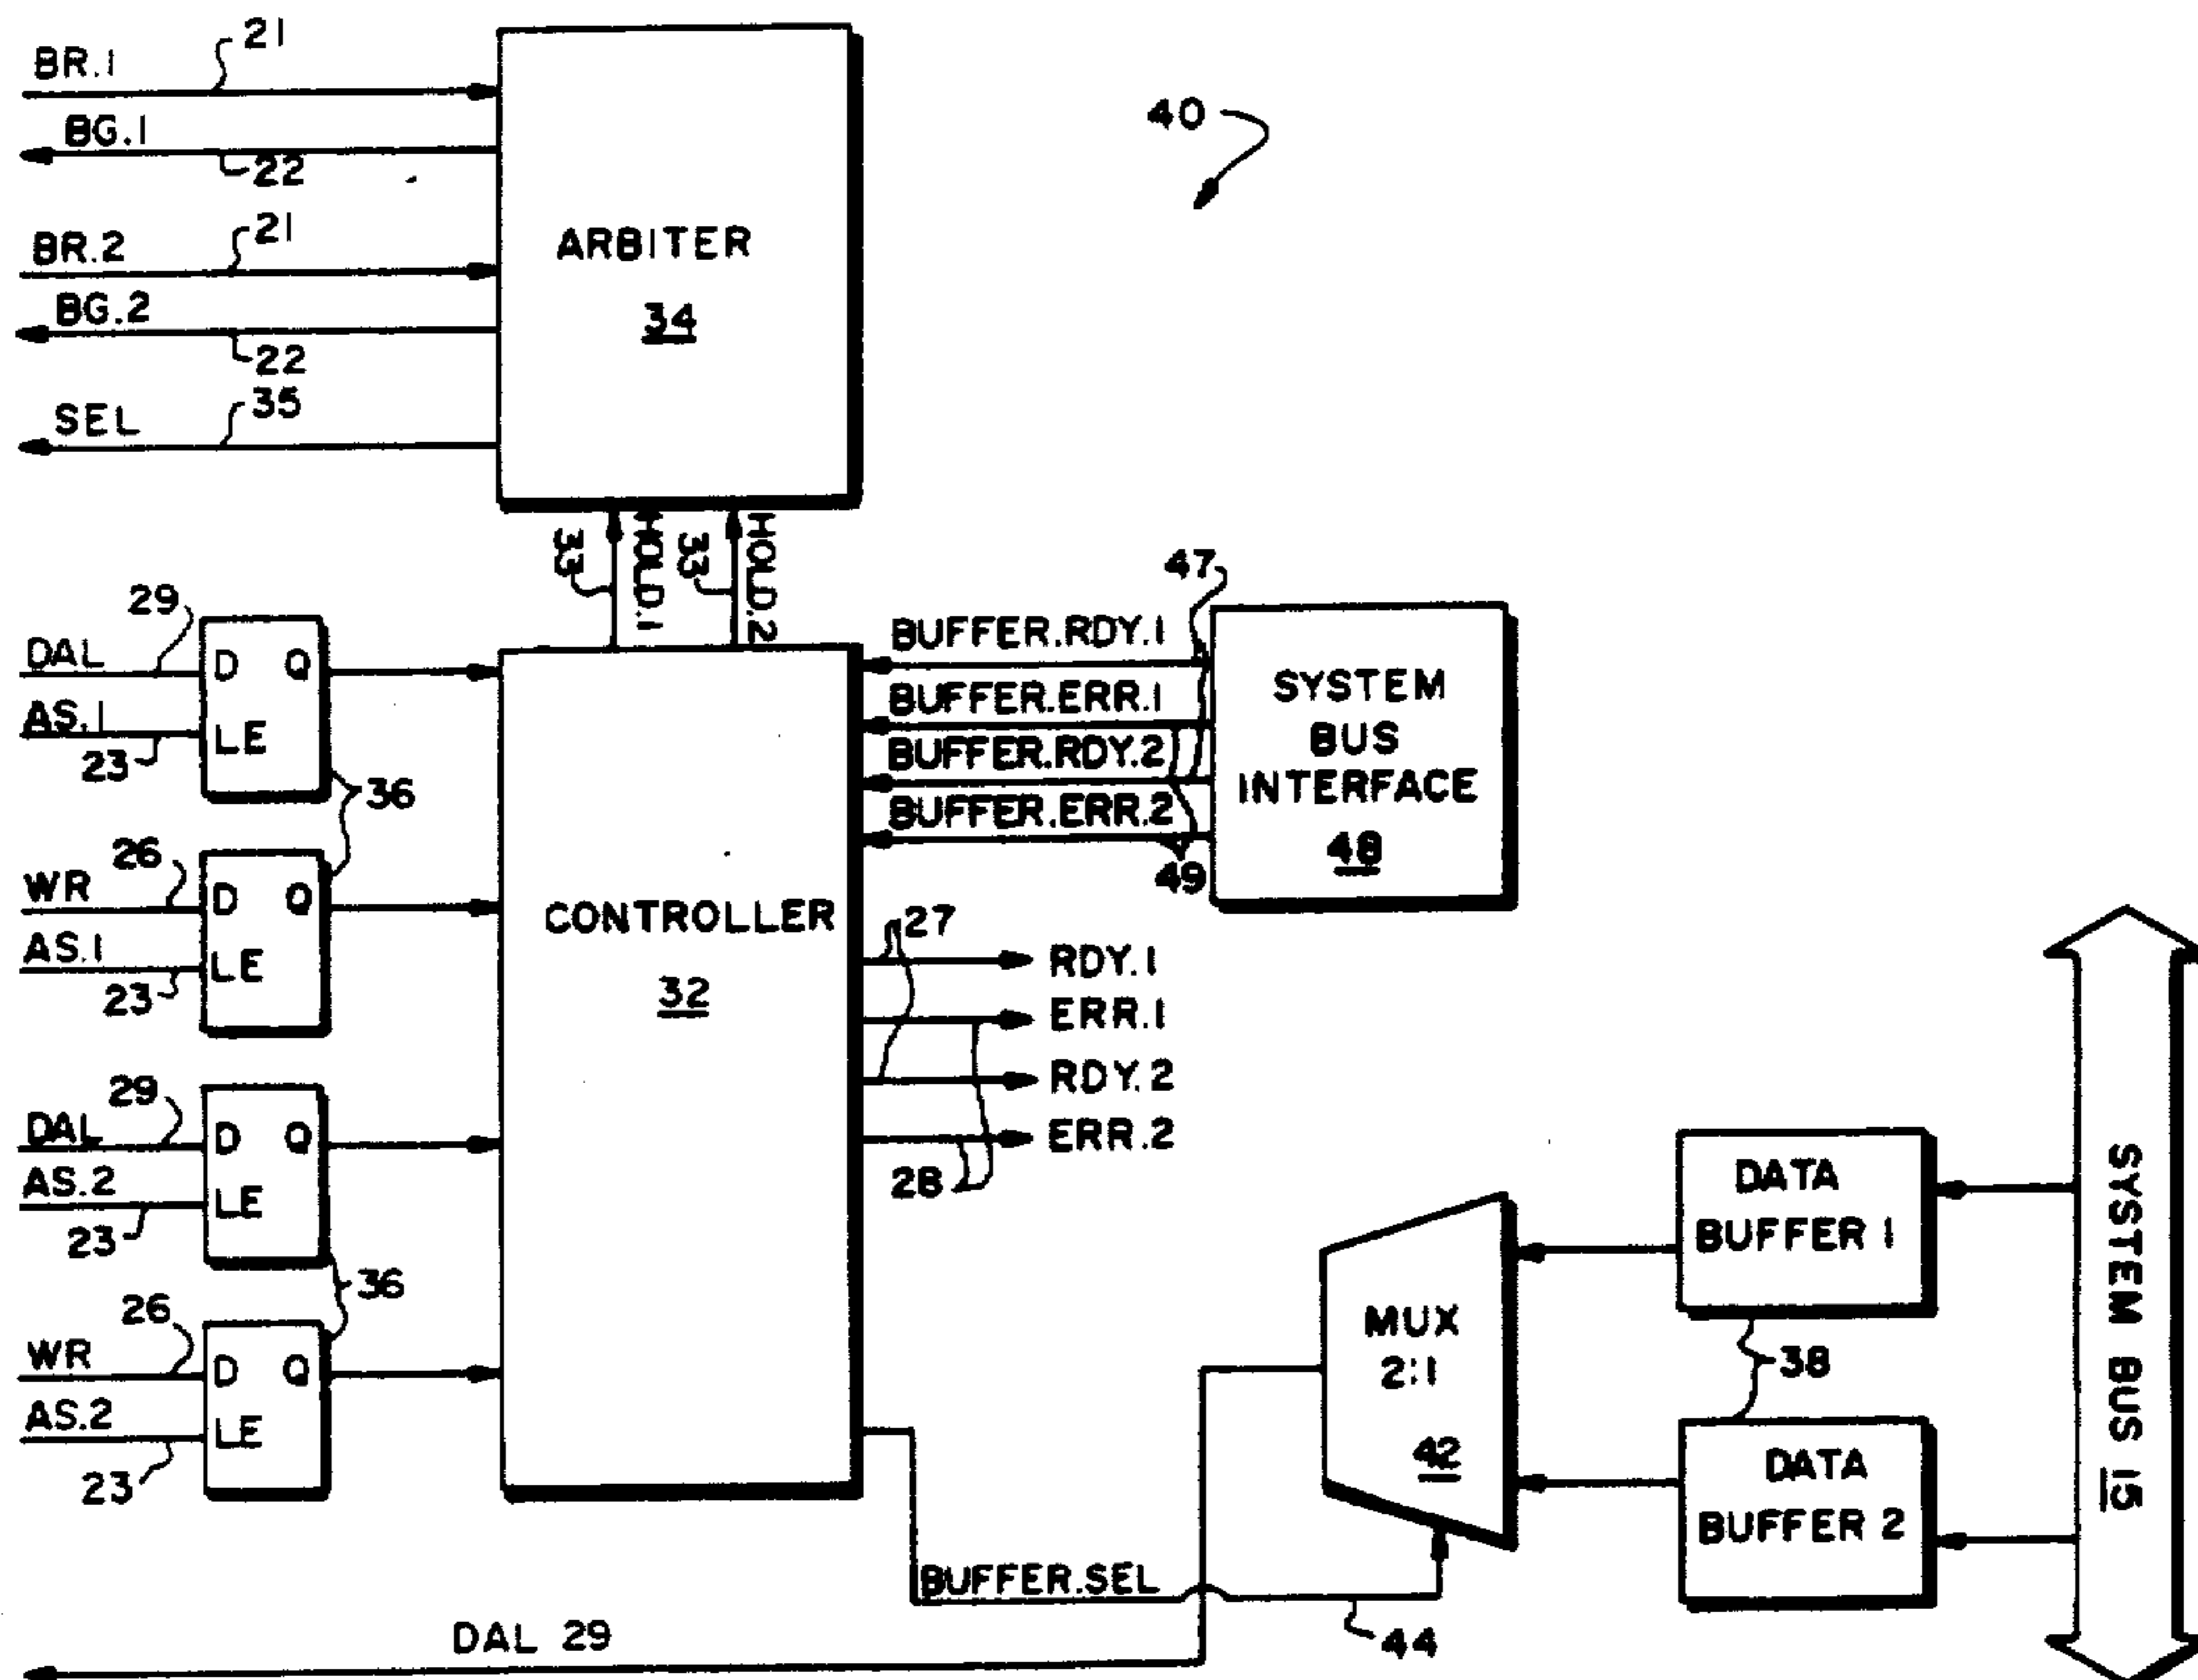 BR.1
21
BG.1
22
BR.2
21
BG.2
22
SEL
35
ARBITER
34
40
33
HOLD.1
33
HOLD.2
DAL
29
AS.1
23
D Q
LE
36
WR
26
AS.1
23
D Q
LE
DAL
29
AS.2
23
D Q
LE
36
WR
26
AS.2
23
D Q
LE
CONTROLLER
32
BUFFER.RDY.1
BUFFER.ERR.1
BUFFER.RDY.2
BUFFER.ERR.2
47
49
SYSTEM
BUS
INTERFACE
48
27
RDY.1
ERR.1
RDY.2
ERR.2
28
MUX
2:1
42
DATA
BUFFER 1
38
DATA
BUFFER 2
SYSTEM BUS 15
BUFFER.SEL
44
DAL 29